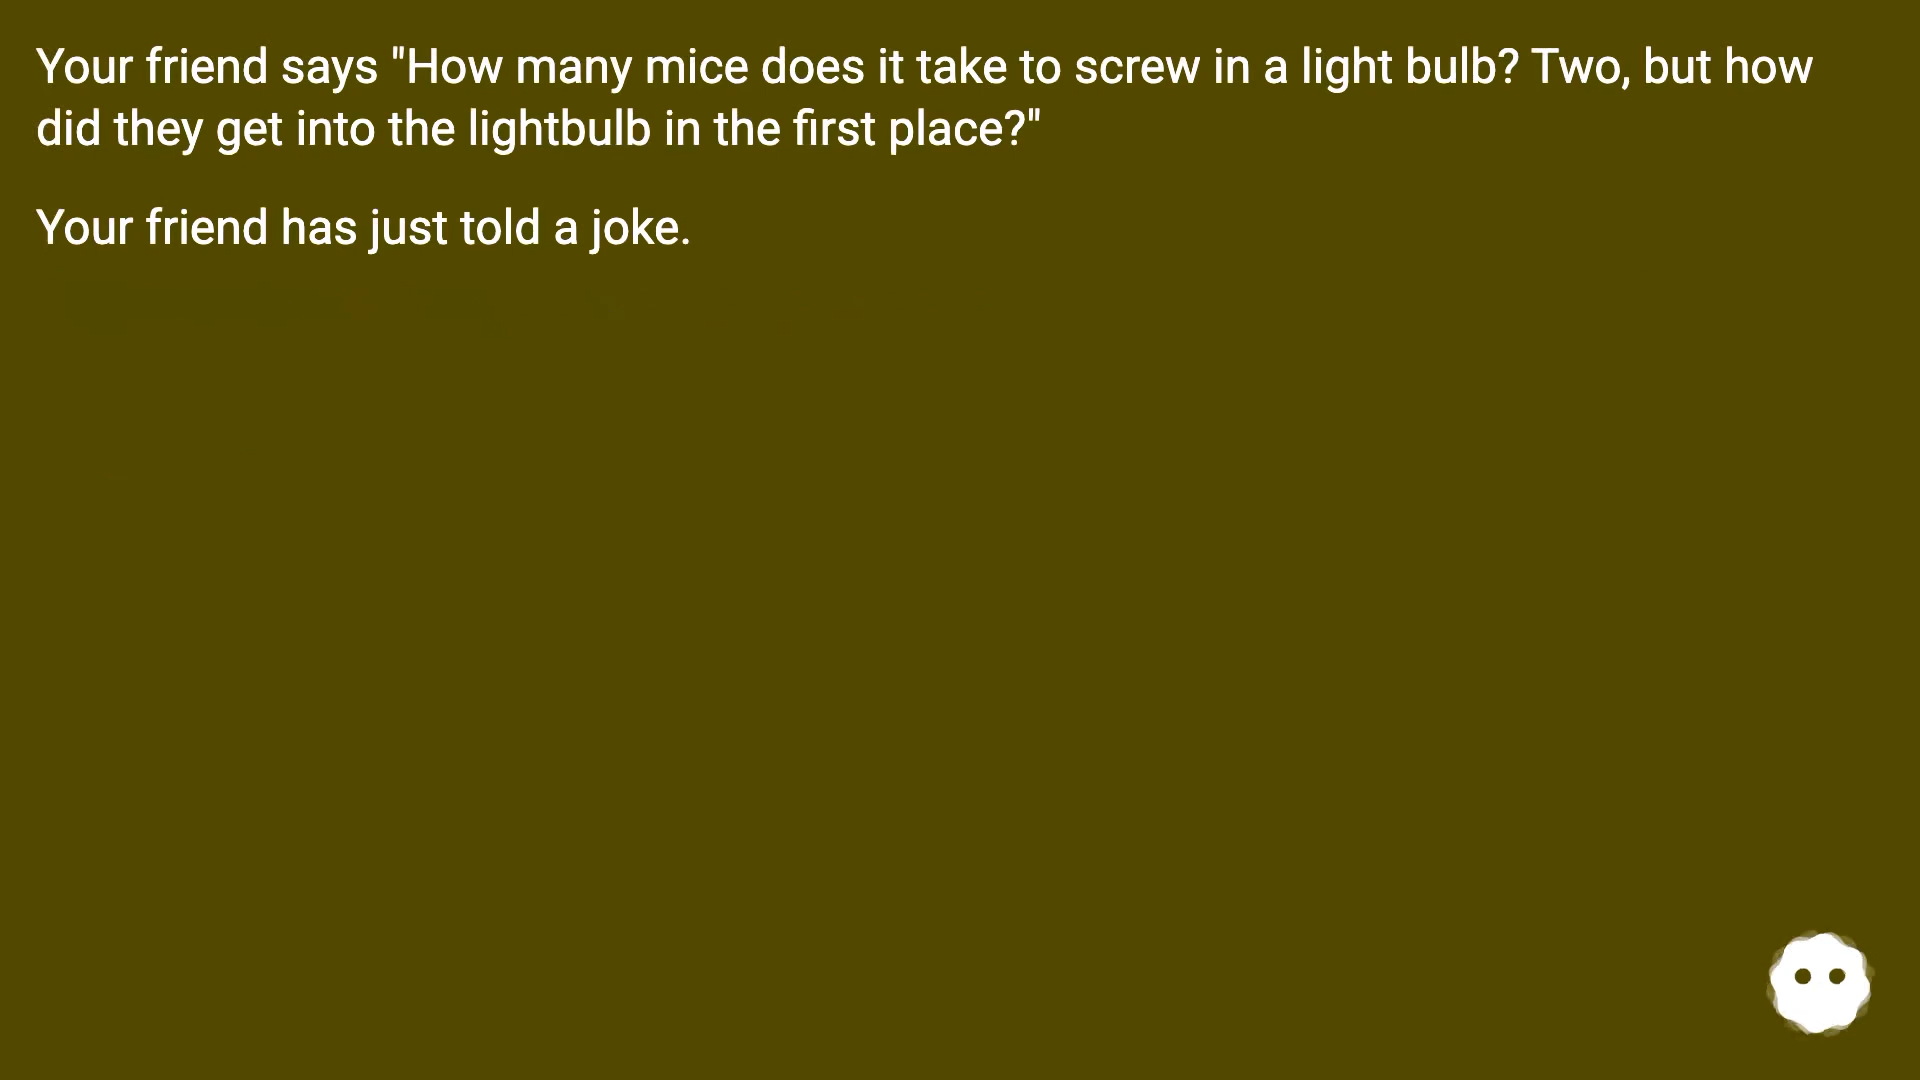 Your friend says "How many mice does it take to screw in a light bulb? Two, but how
did they get into the lightbulb in the first place?"
Your friend has just told a joke.